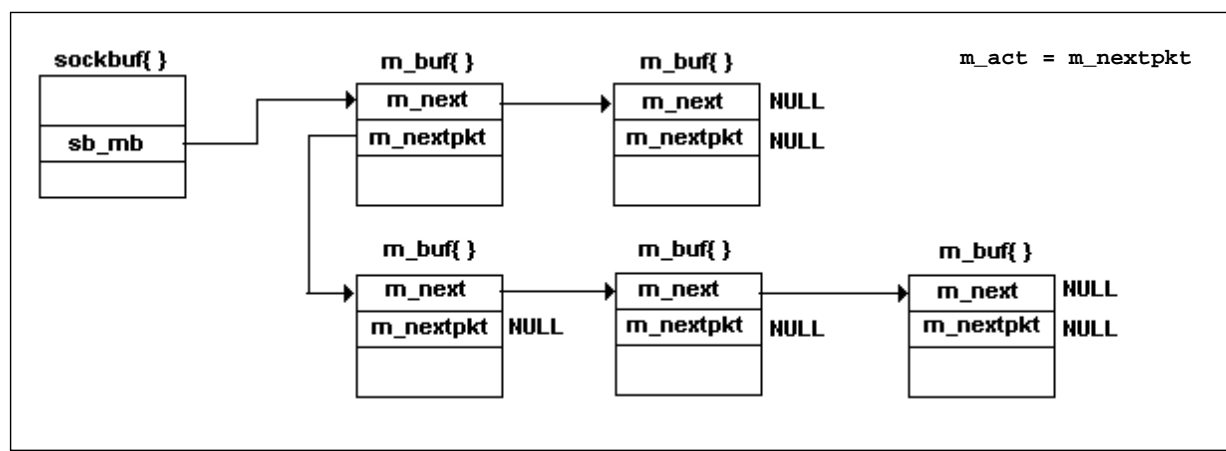 sockbuf{ }
m_buf{ }
m_buf{ }
m_act = m_nextpkt
m_next
m_next
NULL
sb_mb
m_nextpkt
m_nextpkt
NULL
m_buf{ }
m_buf{ }
m_buf{ }
m_next
m_next
m_next
NULL
m_nextpkt
NULL
m_nextpkt
NULL
m_nextpkt
NULL